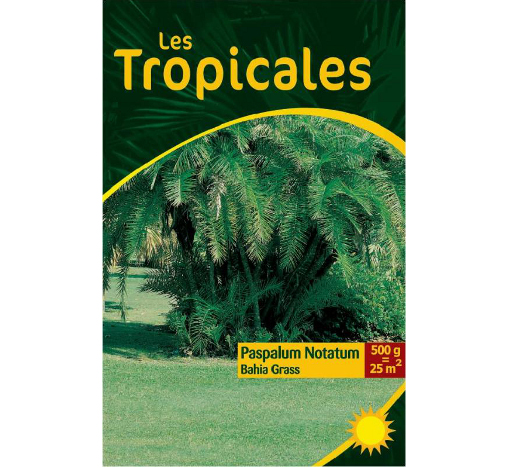 Les
Tropicales
Paspalum Notatum
Bahia Grass
500 g
=
25 m²